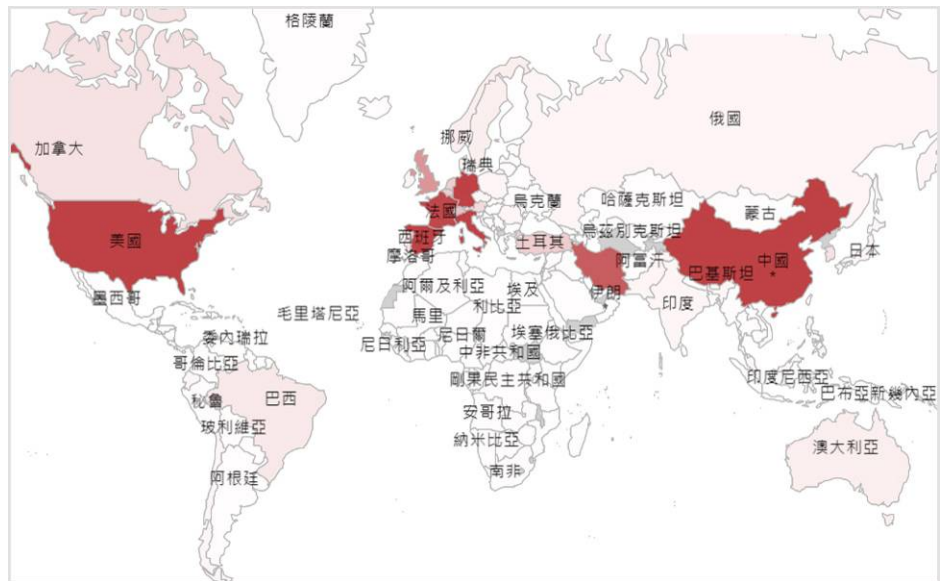 格陵蘭
俄國
挪威
加拿大
瑞典
烏克蘭
哈薩克斯坦
蒙古
法國
美國
西班牙
土耳其
烏茲別克斯坦
日本
摩洛哥
阿富汗
中國
巴基斯坦
墨西哥
阿爾及利亞
埃及
伊朗
印度
毛里塔尼亞
馬里
利比亞
委內瑞拉
尼日利亞
尼日爾
埃塞俄比亞
中非共和國
哥倫比亞
剛果民主共和國
印度尼西亞
巴布亞新幾內亞
秘魯
巴西
安哥拉
玻利維亞
納米比亞
澳大利亞
阿根廷
南非